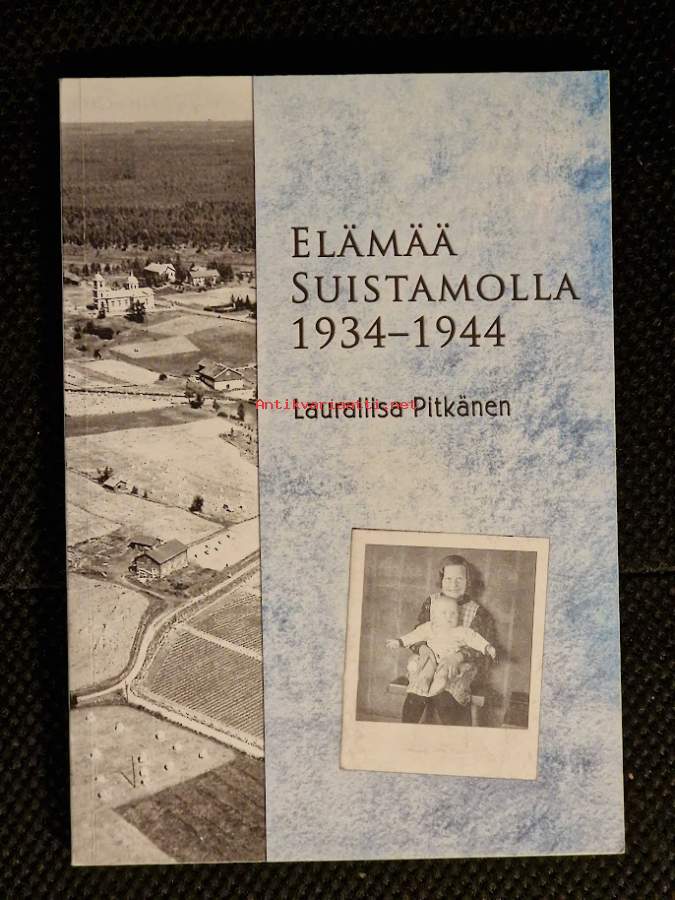 ELÄMÄÄ
SUISTAMOLLA
1934–1944
Antikvariaatti.net
Lauraliisa Pitkänen